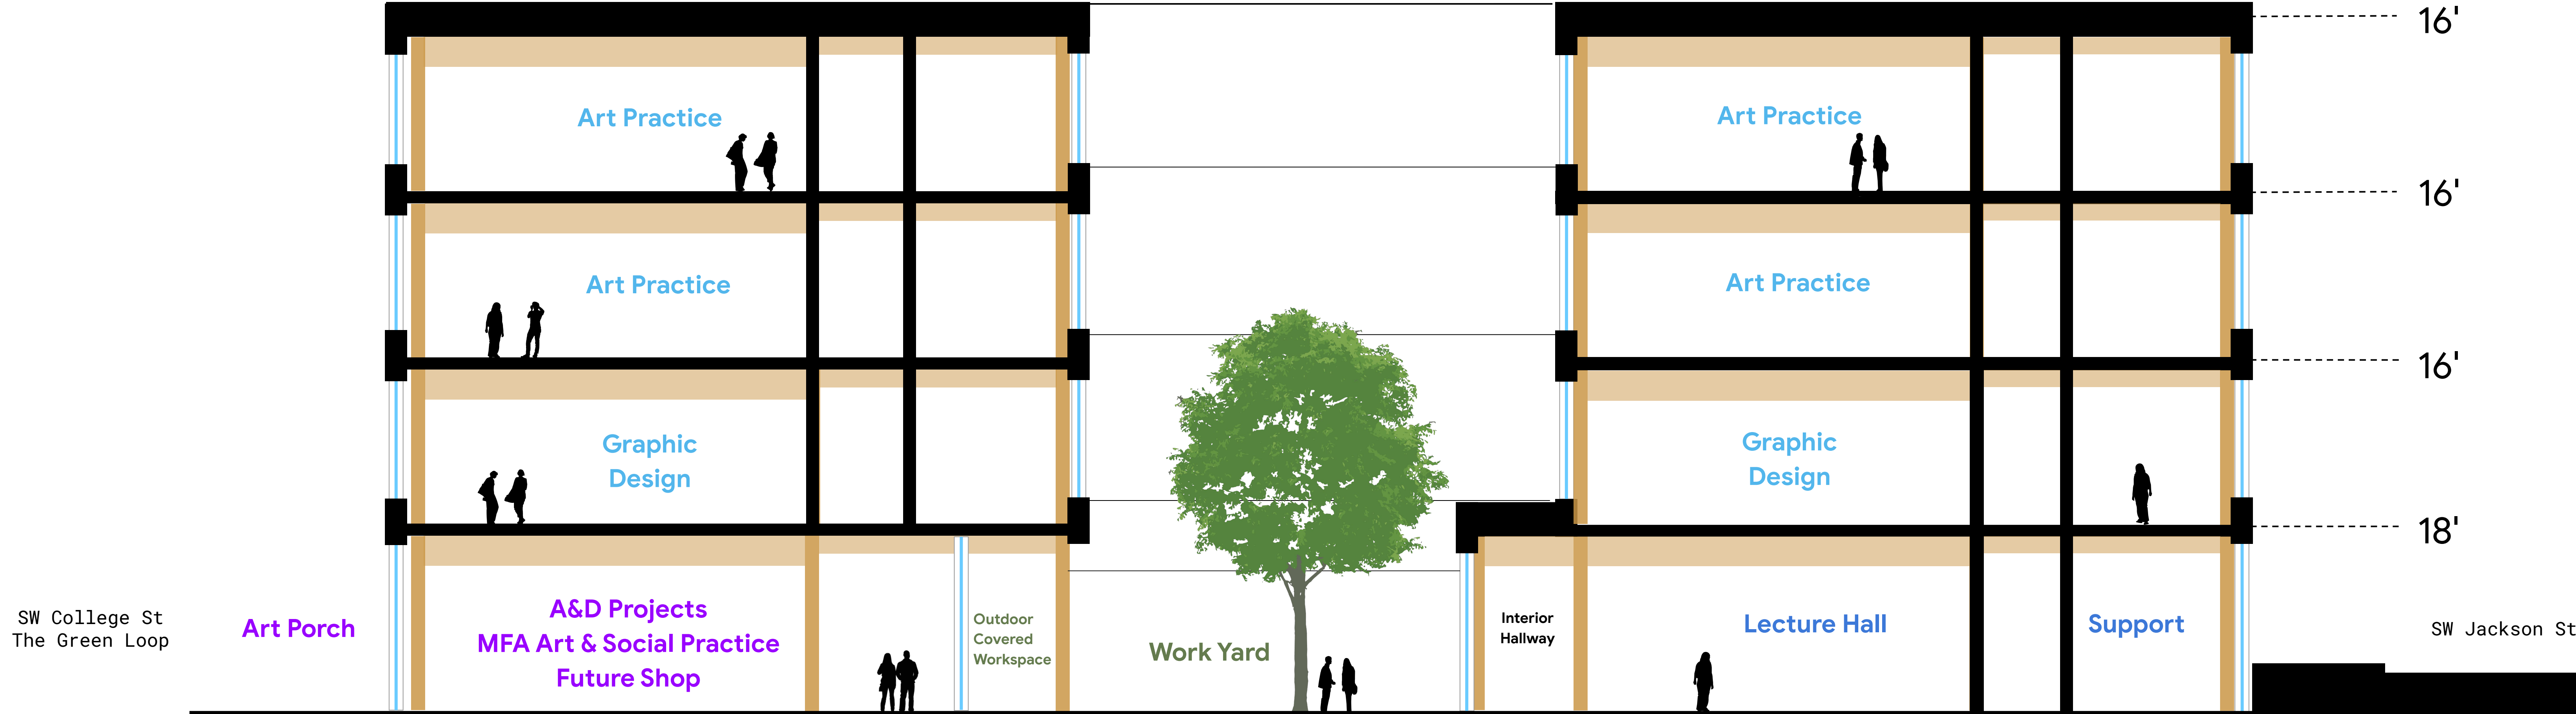 16'
Art Practice
Art Practice
16'
Art Practice
Art Practice
16'
Graphic
Design
Graphic
Design
18'
SW College St
The Green Loop
Art Porch
A&D Projects
MFA Art & Social Practice
Future Shop
Outdoor
Covered
Workspace
Work Yard
Interior
Hallway
Lecture Hall
Support
SW Jackson St